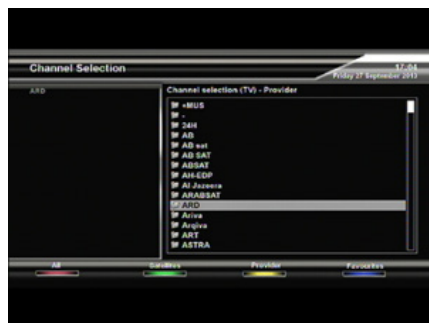 Channel Selection
17:04
Friday 27 September 2013
ARD
Channel selection (TV) - Provider
+MUS
-
24H
AB
AB sat
AB SAT
ABSAT
AH-EDP
Al Jazeera
ARABSAT
ARD
Ariva
Arqiva
ART
ASTRA
All
Satellites
Provider
Favourites